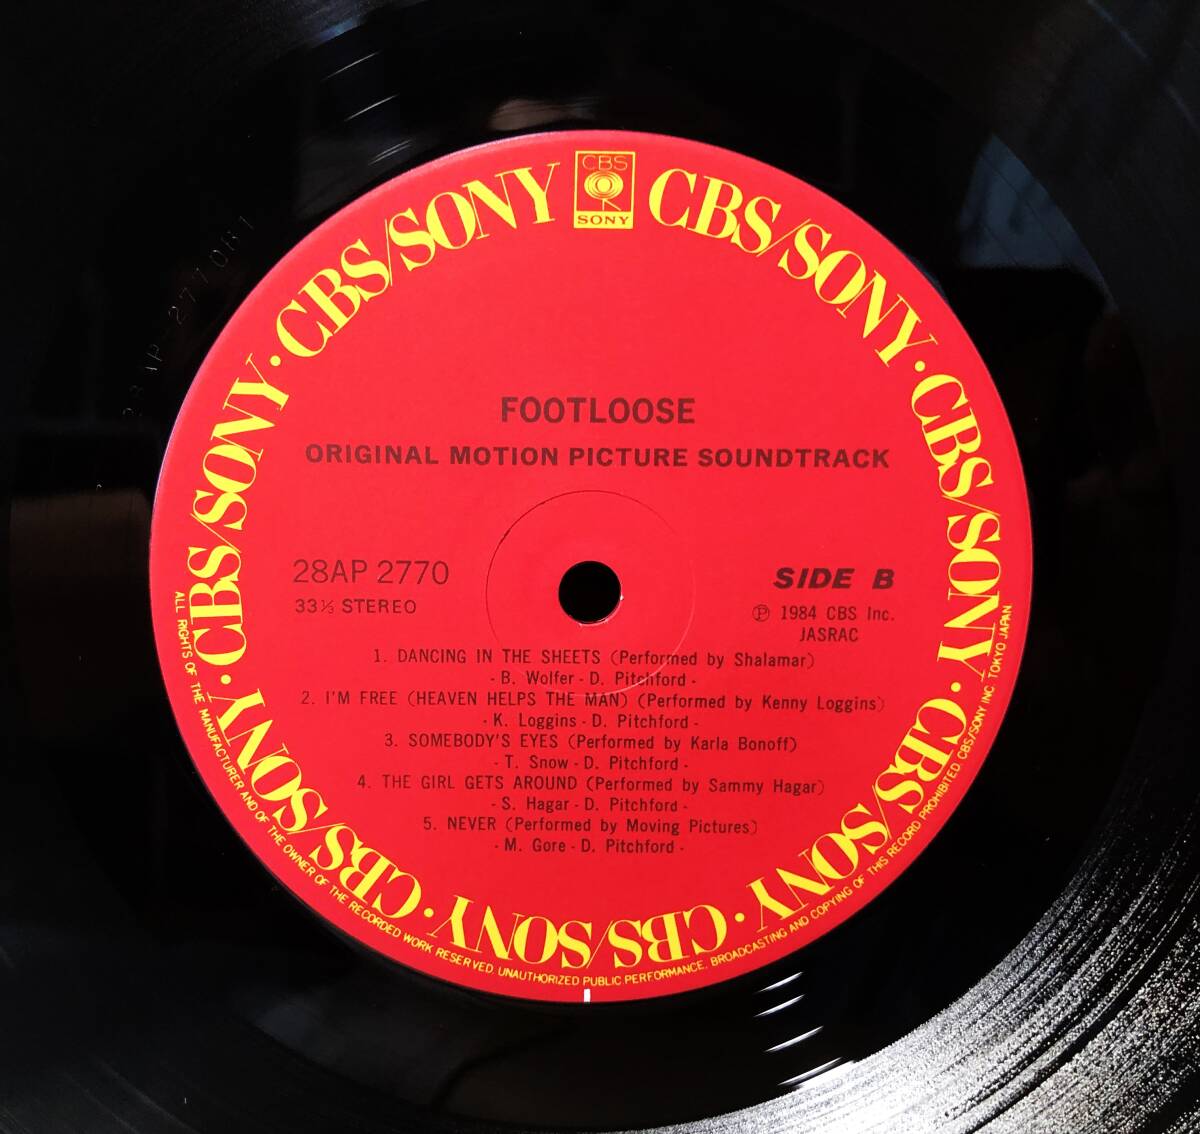 CBS
SONY
CBS/SONY · CBS/SONY · CBS/SONY · CBS/SONY · CBS/SONY · CBS/SONY · CBS/SONY · CBS/SONY
FOOTLOOSE
ORIGINAL MOTION PICTURE SOUNDTRACK
28AP 2770
SIDE B
33⅓ STEREO
Ⓟ 1984 CBS Inc.
JASRAC
1. DANCING IN THE SHEETS (Performed by Shalamar)
- B. Wolfer - D. Pitchford -
2. I'M FREE (HEAVEN HELPS THE MAN) (Performed by Kenny Loggins)
- K. Loggins - D. Pitchford -
3. SOMEBODY'S EYES (Performed by Karla Bonoff)
- T. Snow - D. Pitchford -
4. THE GIRL GETS AROUND (Performed by Sammy Hagar)
- S. Hagar - D. Pitchford -
5. NEVER (Performed by Moving Pictures)
- M. Gore - D. Pitchford -
ALL RIGHTS OF THE MANUFACTURER AND OF THE OWNER OF THE RECORDED WORK RESERVED. UNAUTHORIZED PUBLIC PERFORMANCE, BROADCASTING AND COPYING OF THIS RECORD PROHIBITED. CBS/SONY INC. TOKYO JAPAN